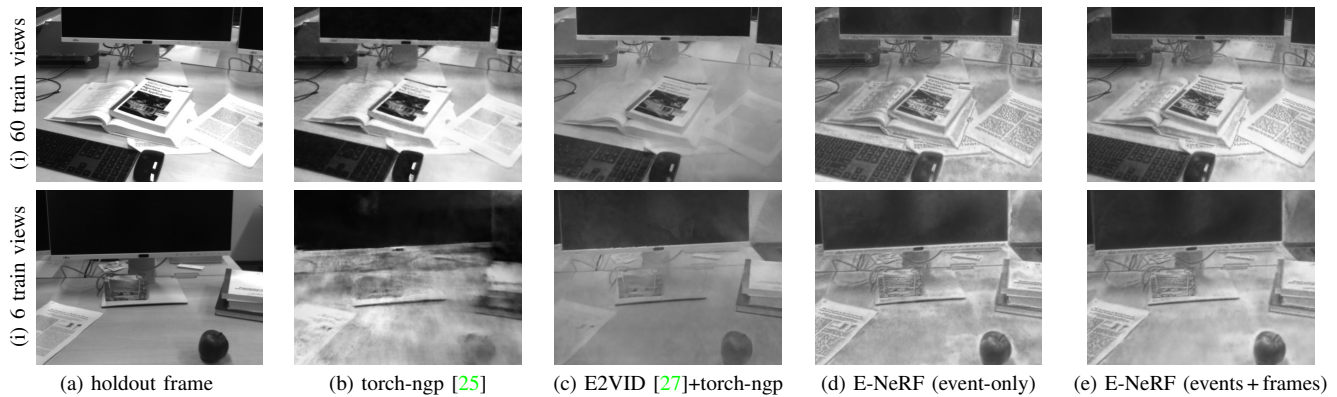 (i) 60 train views
(i) 6 train views
(a) holdout frame
(b) torch-ngp [25]
(c) E2VID [27]+torch-ngp
(d) E-NeRF (event-only)
(e) E-NeRF (events + frames)